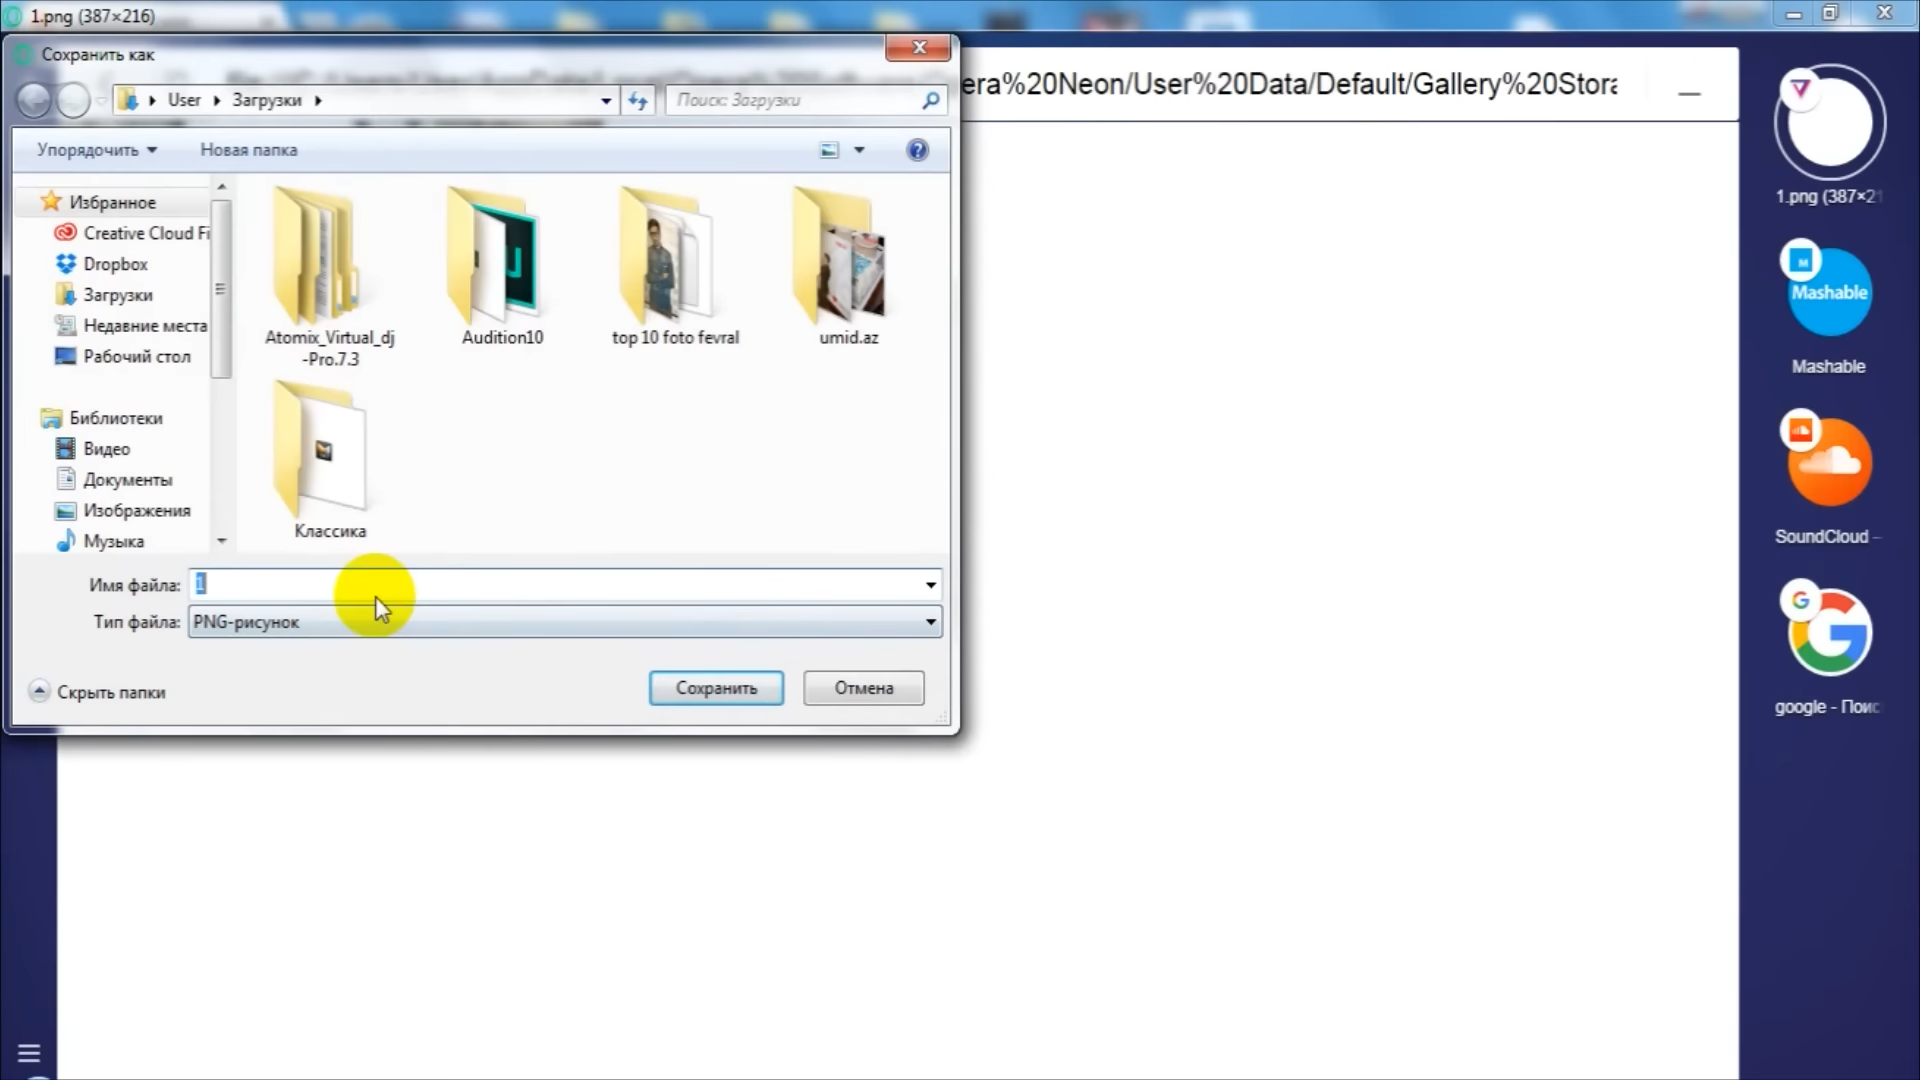 1.png (387×216)
Сохранить как
era%20Neon/User%20Data/Default/Gallery%20Stora
User
Загрузки
Поиск: Загрузки
Упорядочить
Новая папка
Избранное
Creative Cloud Fi
Dropbox
Загрузки
Недавние места
Рабочий стол
Библиотеки
Видео
Документы
Изображения
Музыка
Atomix_Virtual_dj
-Pro.7.3
Audition10
top 10 foto fevral
umid.az
Классика
Имя файла:
1
Тип файла:
PNG-рисунок
Скрыть папки
Сохранить
Отмена
1.png (387×21
M
Mashable
Mashable
SoundCloud –
G
google - Поис